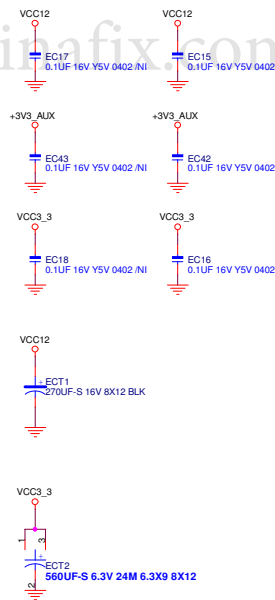 VCC12 VCC12
inafix.com
EC17 EC15
0.1UF 16V Y5V 0402 /NI 0.1UF 16V Y5V 0402
+3V3_AUX +3V3_AUX
EC43 EC42
0.1UF 16V Y5V 0402 /NI 0.1UF 16V Y5V 0402
VCC3_3 VCC3_3
EC18 EC16
0.1UF 16V Y5V 0402 /NI 0.1UF 16V Y5V 0402
VCC12
+ ECT1
270UF-S 16V 8X12 BLK
VCC3_3
1 3
+
ECT2
560UF-S 6.3V 24M 6.3X9 8X12
2